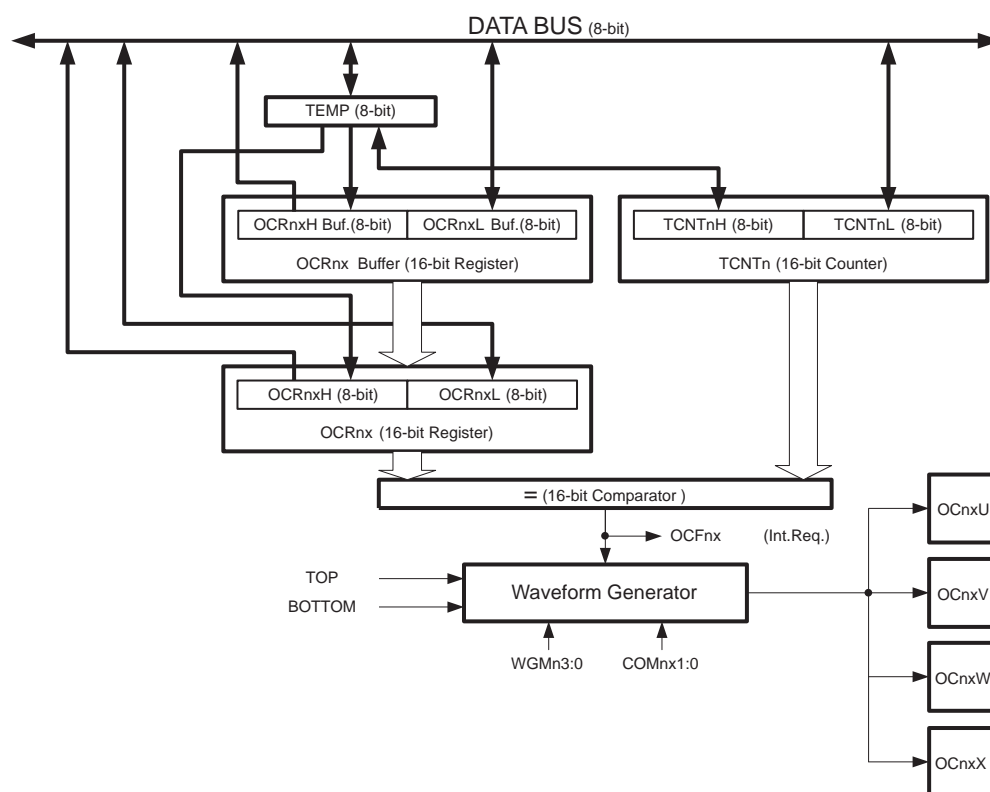 DATA BUS (8-bit)
TEMP (8-bit)
OCRnxH Buf.(8-bit)
OCRnxL Buf.(8-bit)
OCRnx Buffer (16-bit Register)
TCNTnH (8-bit)
TCNTnL (8-bit)
TCNTn (16-bit Counter)
OCRnxH (8-bit)
OCRnxL (8-bit)
OCRnx (16-bit Register)
= (16-bit Comparator )
OCFnx (Int.Req.)
TOP
BOTTOM
Waveform Generator
WGMn3:0
COMnx1:0
OCnxU
OCnxV
OCnxW
OCnxX